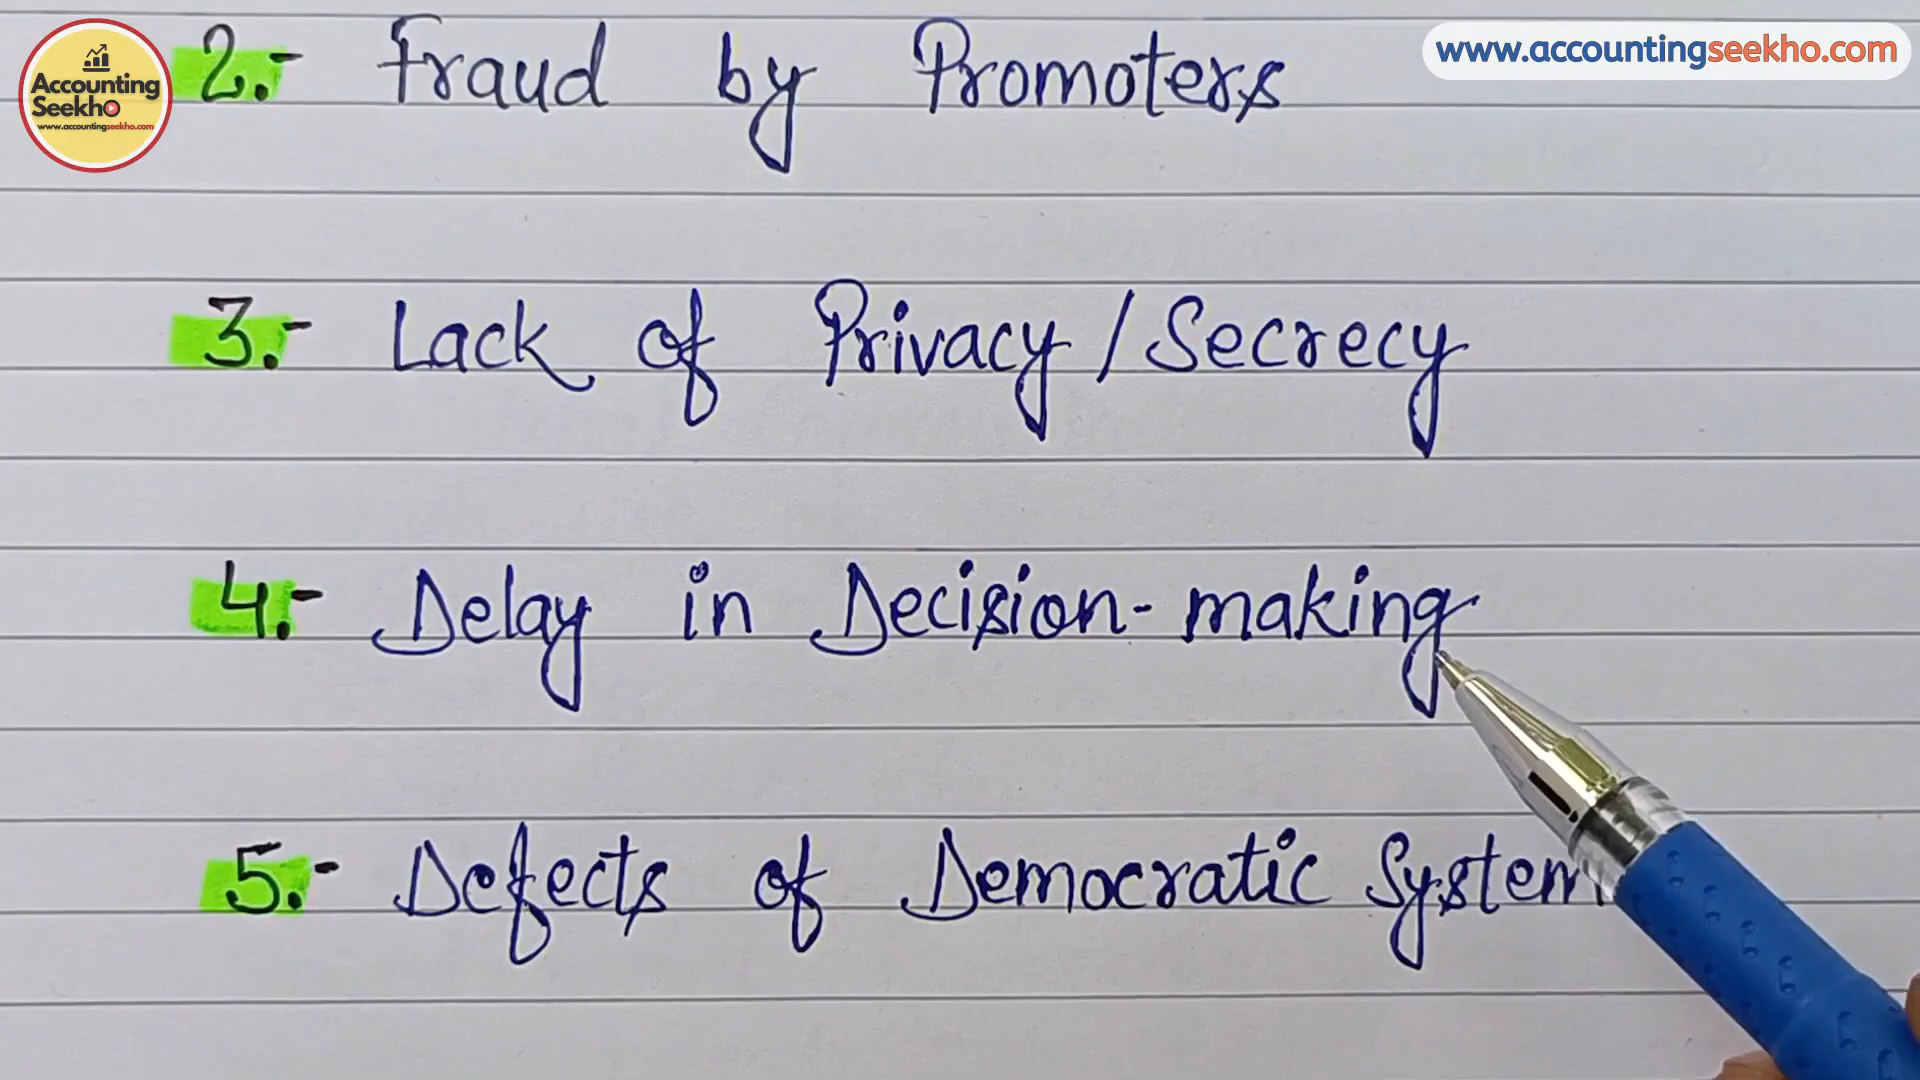 Accounting
Seekho
www.accountingseekho.com
www.accountingseekho.com
2.- Fraud by Promoters
3.- Lack of Privacy/Secrecy
4.- Delay in Decision-making
5.- Defects of Democratic System